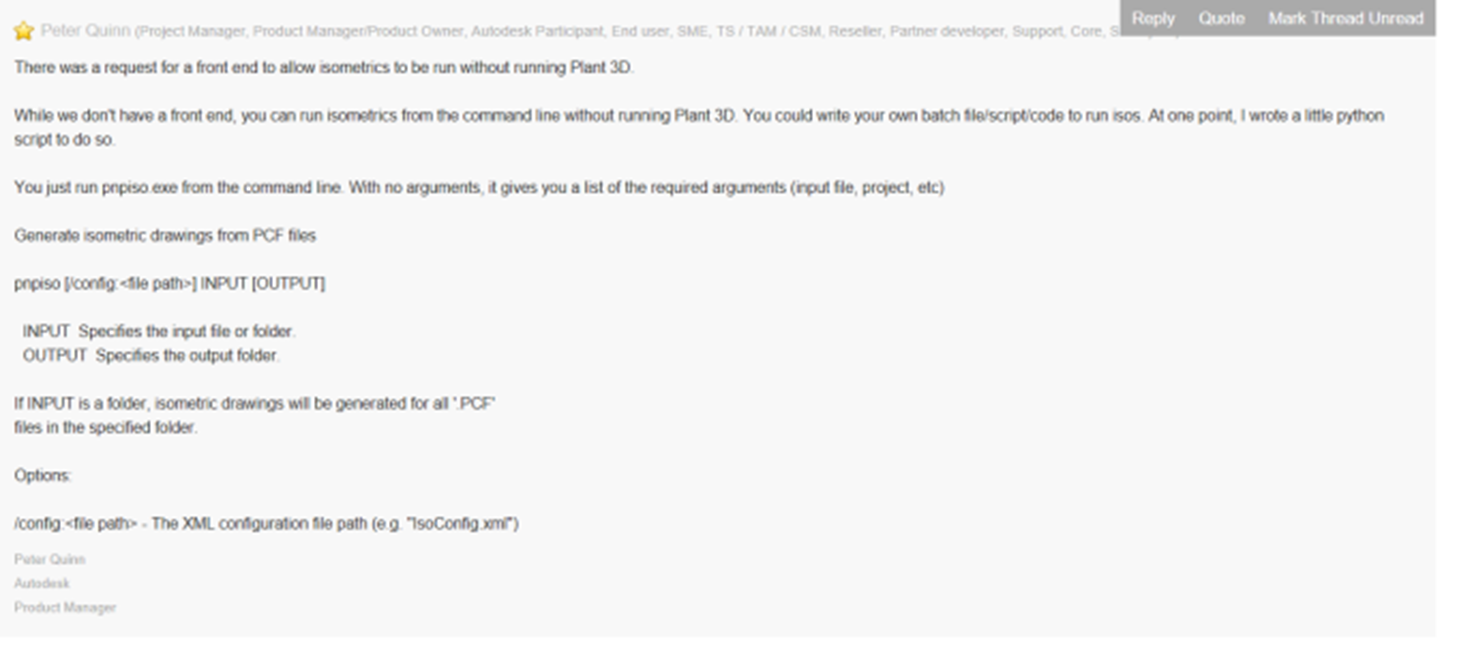 Reply Quote Mark Thread Unread
Peter Quinn (Project Manager, Product Manager/Product Owner, Autodesk Participant, End user, SME, TS / TAM / CSM, Reseller, Partner developer, Support, Core,
There was a request for a front end to allow isometrics to be run without running Plant 3D.
While we don't have a front end, you can run isometrics from the command line without running Plant 3D. You could write your own batch file/script/code to run isos. At one point, I wrote a little python
script to do so.
You just run pnpiso.exe from the command line. With no arguments, it gives you a list of the required arguments (input file, project, etc)
Generate isometric drawings from PCF files
pnpiso [/config:<file path>] INPUT [OUTPUT]
INPUT Specifies the input file or folder.
OUTPUT Specifies the output folder.
If INPUT is a folder, isometric drawings will be generated for all '.PCF'
files in the specified folder.
Options:
/config:<file path> - The XML configuration file path (e.g. "IsoConfig.xml")
Peter Quinn
Autodesk
Product Manager